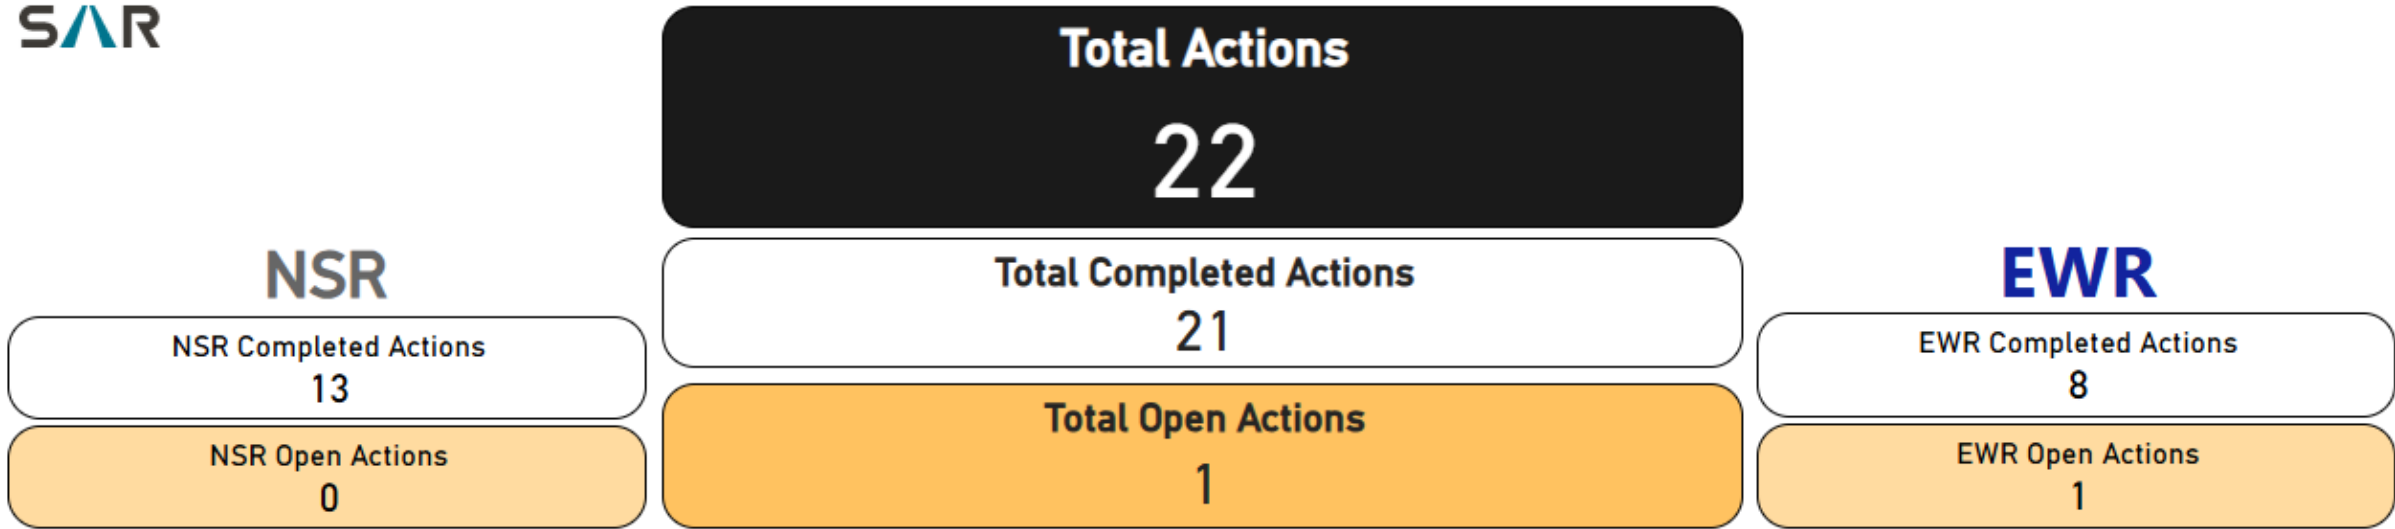 SAR
Total Actions
22
NSR
NSR Completed Actions
13
NSR Open Actions
0
Total Completed Actions
21
Total Open Actions
1
EWR
EWR Completed Actions
8
EWR Open Actions
1